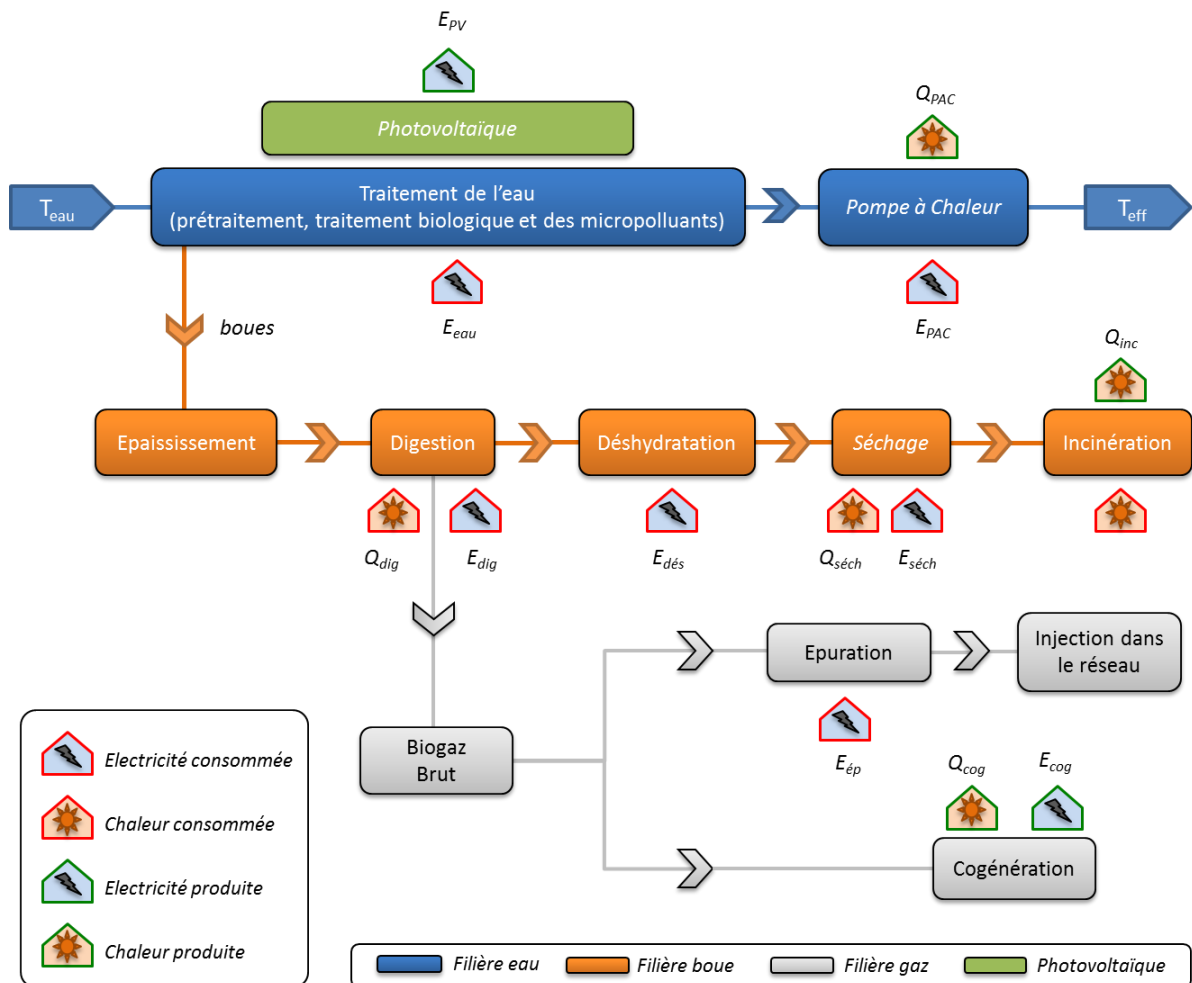 E_PV
Photovoltaïque
Q_PAC
T_eau
Traitement de l’eau
(prétraitement, traitement biologique et des micropolluants)
Pompe à Chaleur
T_eff
E_eau
E_PAC
boues
Q_inc
Epaississement
Digestion
Déshydratation
Séchage
Incinération
Q_dig
E_dig
E_dés
Q_séch
E_séch
Epuration
Injection dans
le réseau
E_ép
Biogaz
Brut
Q_cog
E_cog
Cogénération
Electricité consommée
Chaleur consommée
Electricité produite
Chaleur produite
Filière eau
Filière boue
Filière gaz
Photovoltaïque